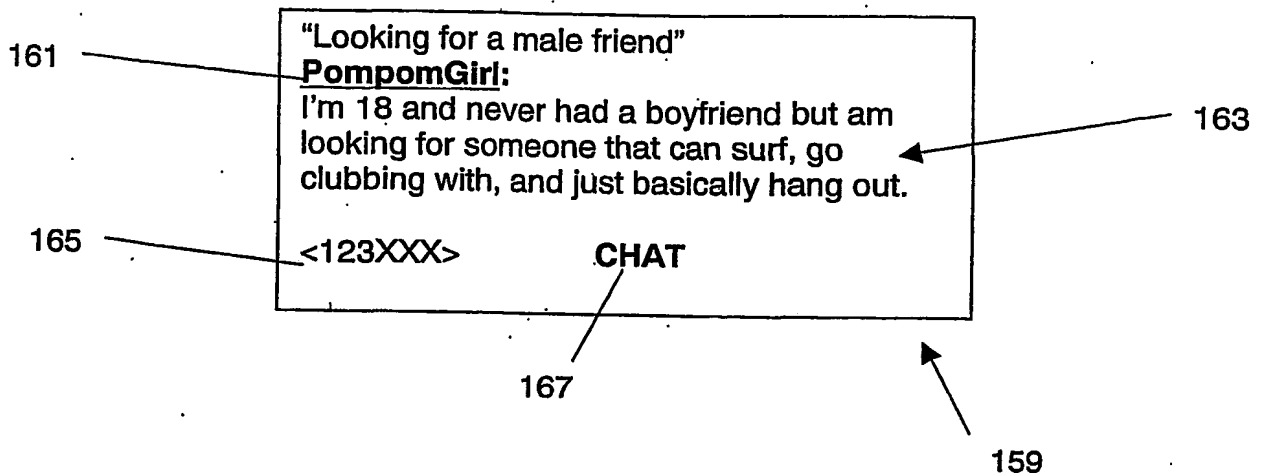 "Looking for a male friend"
161
PompomGirl:
I'm 18 and never had a boyfriend but am
looking for someone that can surf, go
clubbing with, and just basically hang out.
163
165
<123XXX>
CHAT
167
159